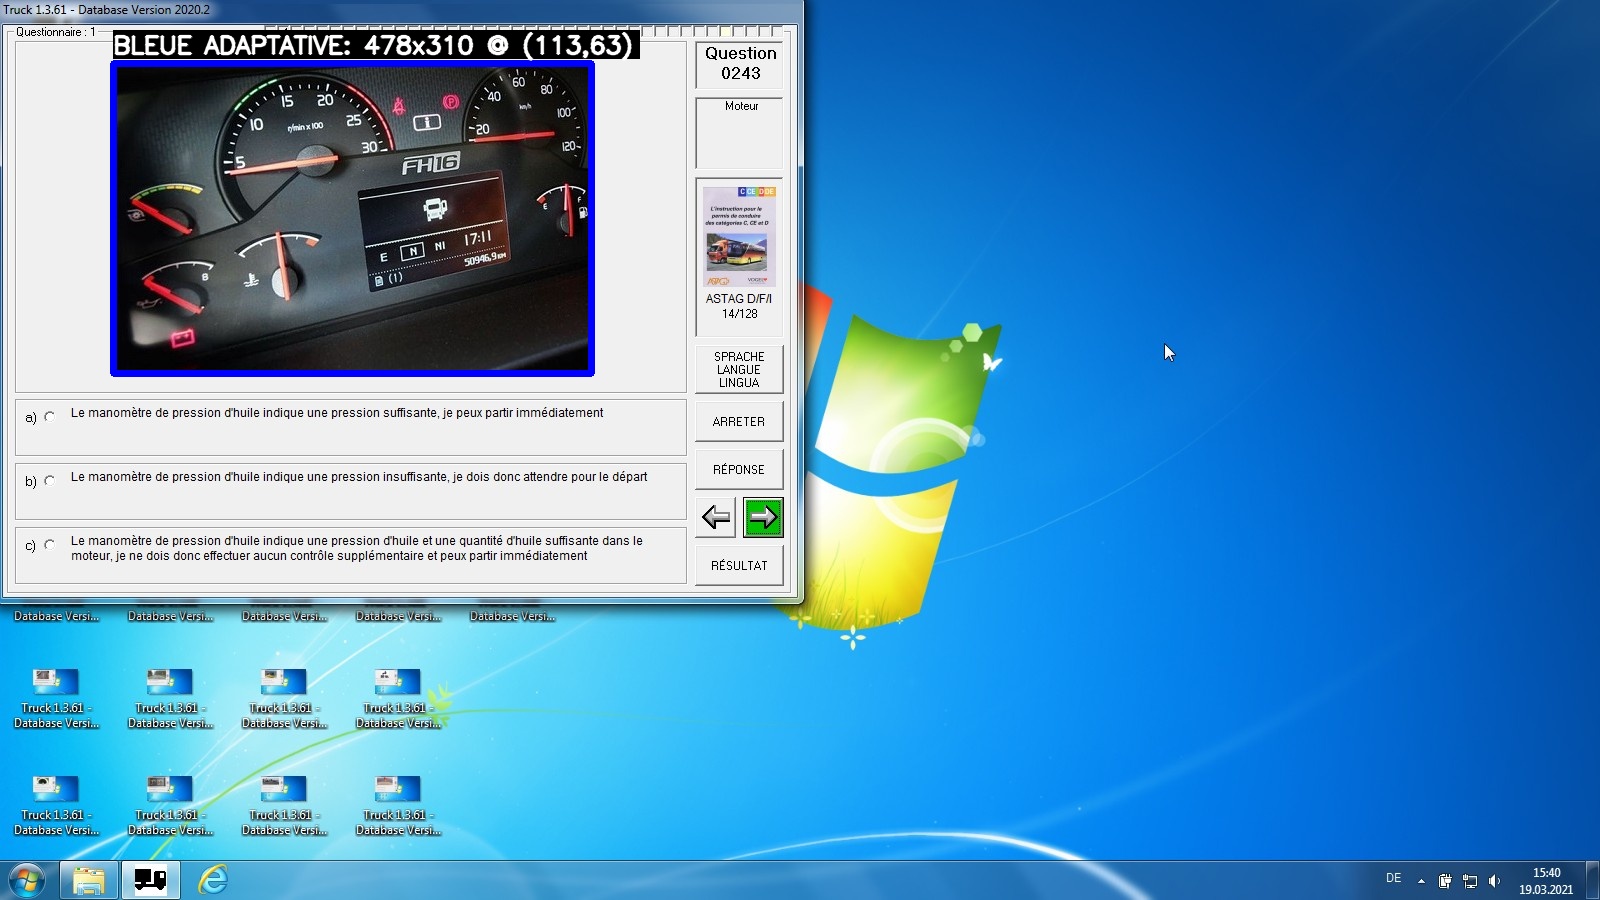 Truck 1.3.61 - Database Version 2020.2
Questionnaire : 1
BLEUE ADAPTATIVE: 478x310 @ (113,63)
5
10
15
20
25
30
r/min x 100
20
40
60
80
100
120
km/h
FH16
E
F
17:11
E N NI
50946,9 KM
(1)
8
Question
0243
Moteur
C CE D DE
L'instruction pour le
permis de conduire
des catégories C, CE et D
ASTAG D/F/I
14/128
SPRACHE
LANGUE
LINGUA
ARRETER
RÉPONSE
RÉSULTAT
a) Le manomètre de pression d'huile indique une pression suffisante, je peux partir immédiatement
b) Le manomètre de pression d'huile indique une pression insuffisante, je dois donc attendre pour le départ
c) Le manomètre de pression d'huile indique une pression d'huile et une quantité d'huile suffisante dans le
moteur, je ne dois donc effectuer aucun contrôle supplémentaire et peux partir immédiatement
Database Versi...
Database Versi...
Database Versi...
Database Versi...
Database Versi...
Truck 1.3.61 -
Database Versi...
Truck 1.3.61 -
Database Versi...
Truck 1.3.61 -
Database Versi...
Truck 1.3.61 -
Database Versi...
Truck 1.3.61 -
Database Versi...
Truck 1.3.61 -
Database Versi...
Truck 1.3.61 -
Database Versi...
Truck 1.3.61 -
Database Versi...
DE
15:40
19.03.2021